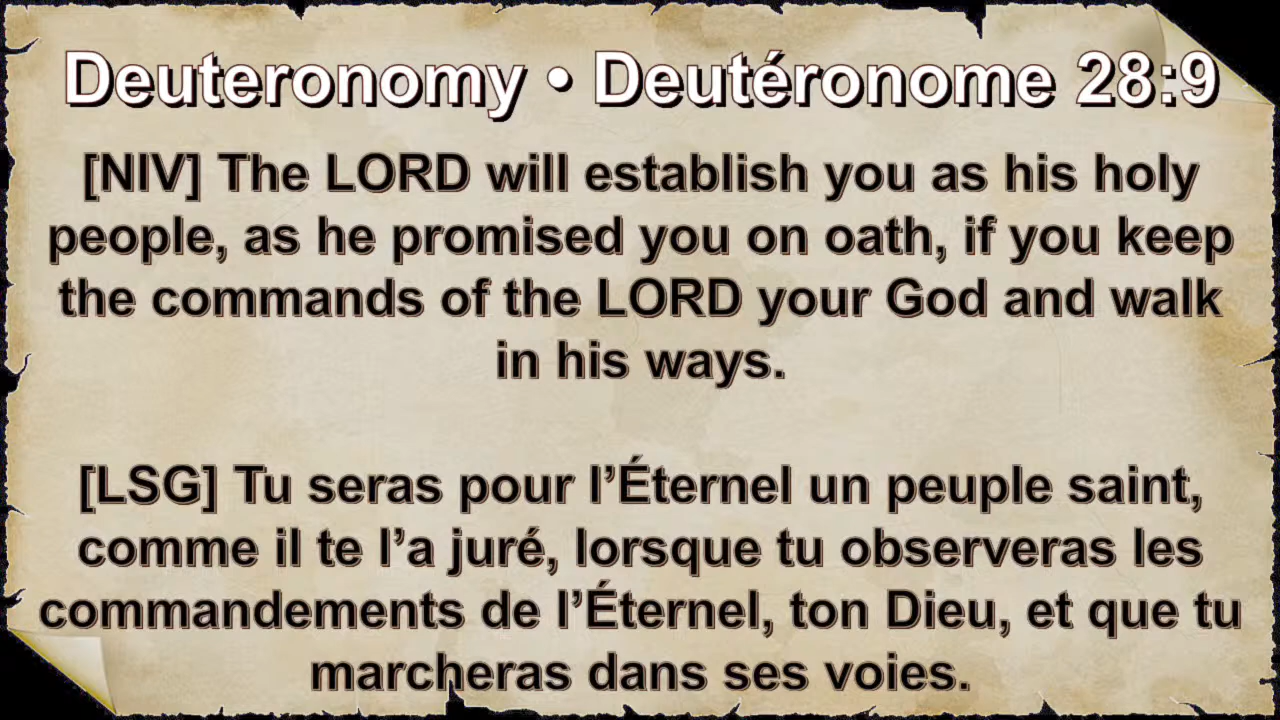 Deuteronomy • Deutéronome 28:9
[NIV] The LORD will establish you as his holy
people, as he promised you on oath, if you keep
the commands of the LORD your God and walk
in his ways.
[LSG] Tu seras pour l’Éternel un peuple saint,
comme il te l’a juré, lorsque tu observeras les
commandements de l’Éternel, ton Dieu, et que tu
marcheras dans ses voies.